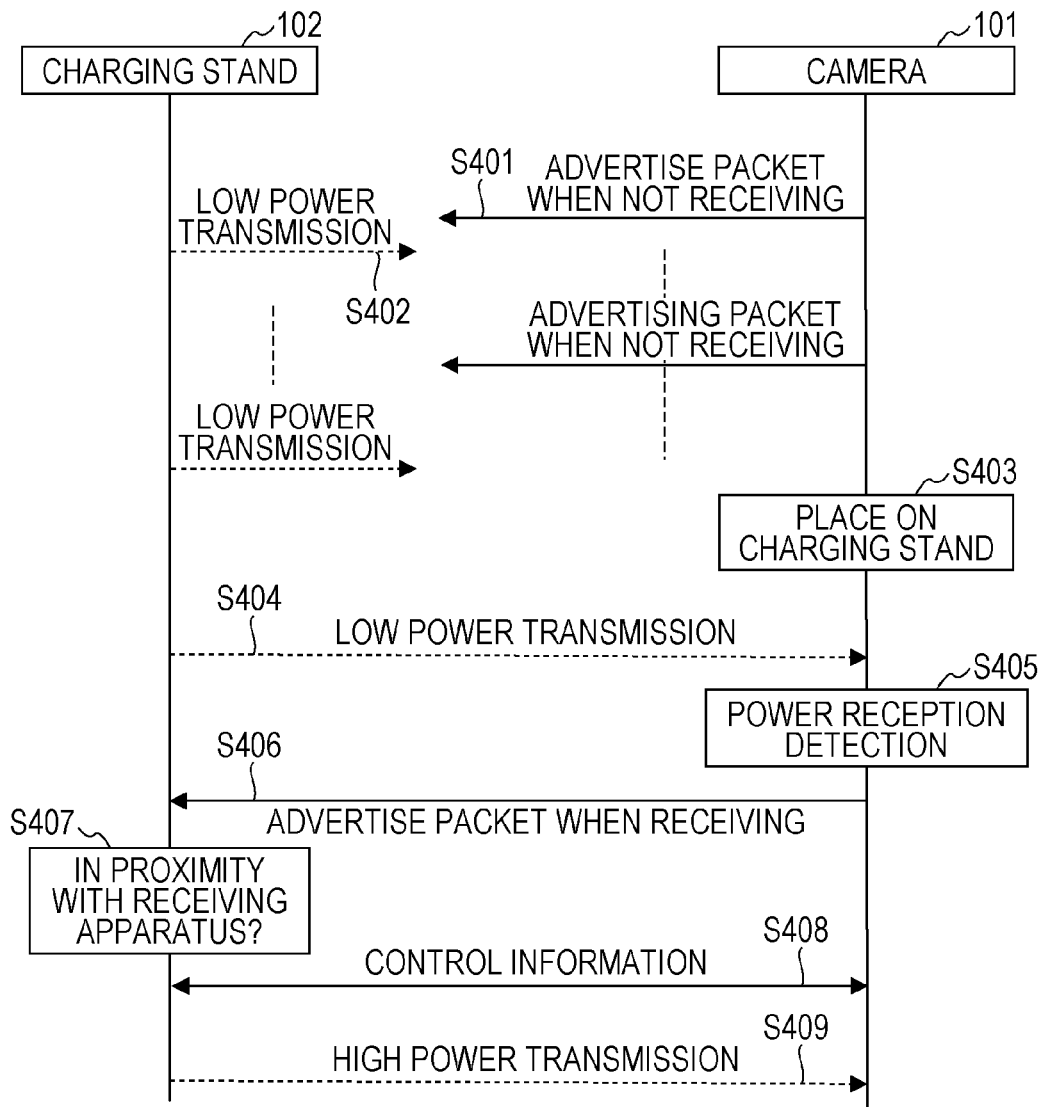 102
101
CHARGING STAND
CAMERA
S401
ADVERTISE PACKET
WHEN NOT RECEIVING
LOW POWER
TRANSMISSION
S402
ADVERTISING PACKET
WHEN NOT RECEIVING
LOW POWER
TRANSMISSION
S403
PLACE ON
CHARGING STAND
S404
LOW POWER TRANSMISSION
S405
POWER RECEPTION
DETECTION
S406
ADVERTISE PACKET WHEN RECEIVING
S407
IN PROXIMITY
WITH RECEIVING
APPARATUS?
S408
CONTROL INFORMATION
S409
HIGH POWER TRANSMISSION